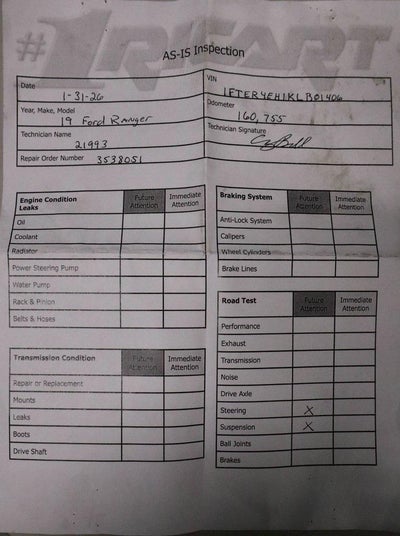 #1 RICART
AS-IS Inspection
Date
1-31-26
VIN
1FTER4EH1KLB01406
Year, Make, Model
19 Ford Ranger
Odometer
160,755
Technician Name
21993
Technician Signature
Repair Order Number 3538051
Engine Condition Future Attention Immediate Attention
Leaks
Oil
Coolant
Radiator
Power Steering Pump
Water Pump
Rack & Pinion
Belts & Hoses
Transmission Condition Future Attention Immediate Attention
Repair or Replacement
Mounts
Leaks
Boots
Drive Shaft
Braking System Future Attention Immediate Attention
Anti-Lock System
Calipers
Wheel Cylinders
Brake Lines
Road Test Future Attention Immediate Attention
Performance
Exhaust
Transmission
Noise
Drive Axle
Steering X
Suspension X
Ball Joints
Brakes